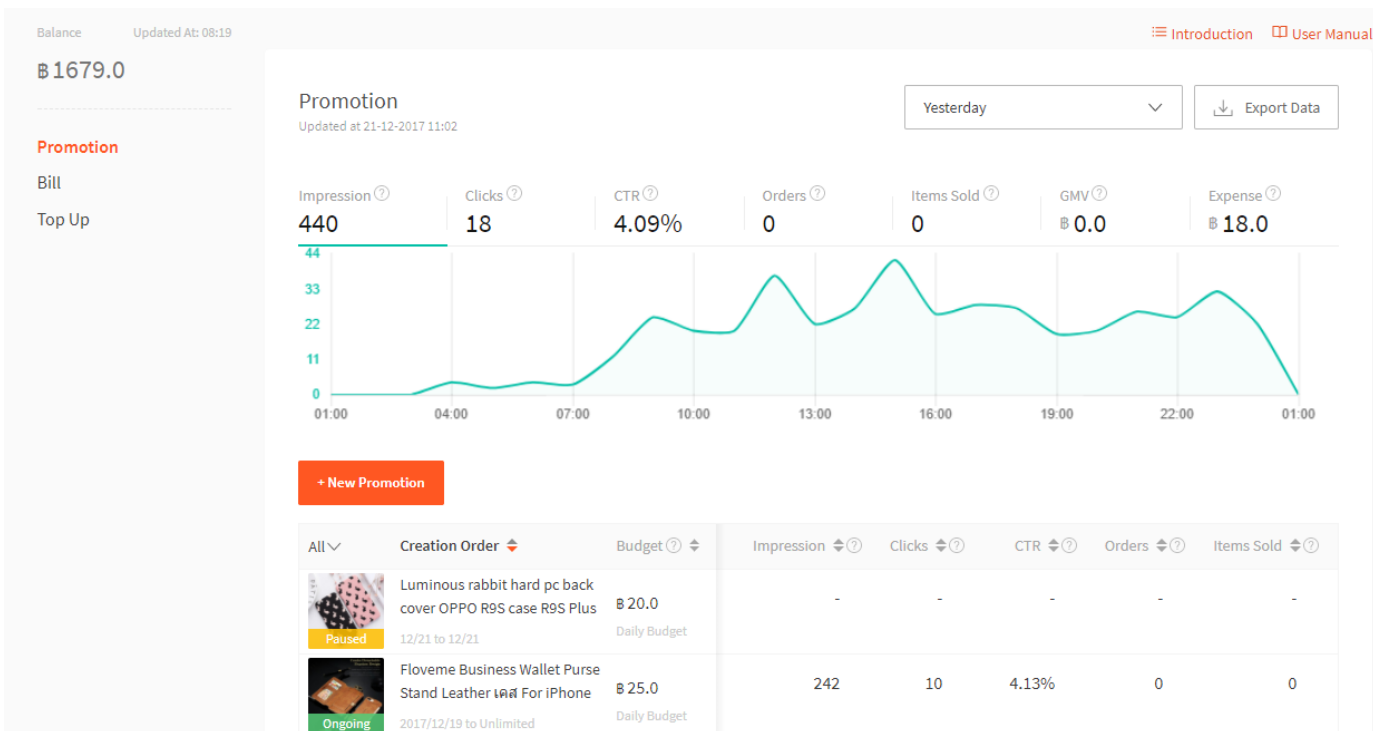 Balance Updated At: 08:19
฿1679.0
Promotion
Bill
Top Up
Introduction User Manual
Promotion
Updated at 21-12-2017 11:02
Yesterday
Export Data
Impression Clicks CTR Orders Items Sold GMV Expense
440 18 4.09% 0 0 ฿ 0.0 ฿ 18.0
44
33
22
11
0
01:00 04:00 07:00 10:00 13:00 16:00 19:00 22:00 01:00
+ New Promotion
All Creation Order Budget Impression Clicks CTR Orders Items Sold
Luminous rabbit hard pc back
cover OPPO R9S case R9S Plus
฿ 20.0 - - - - -
Paused 12/21 to 12/21 Daily Budget
Floveme Business Wallet Purse
Stand Leather เคส For iPhone
฿ 25.0 242 10 4.13% 0 0
Ongoing 2017/12/19 to Unlimited Daily Budget